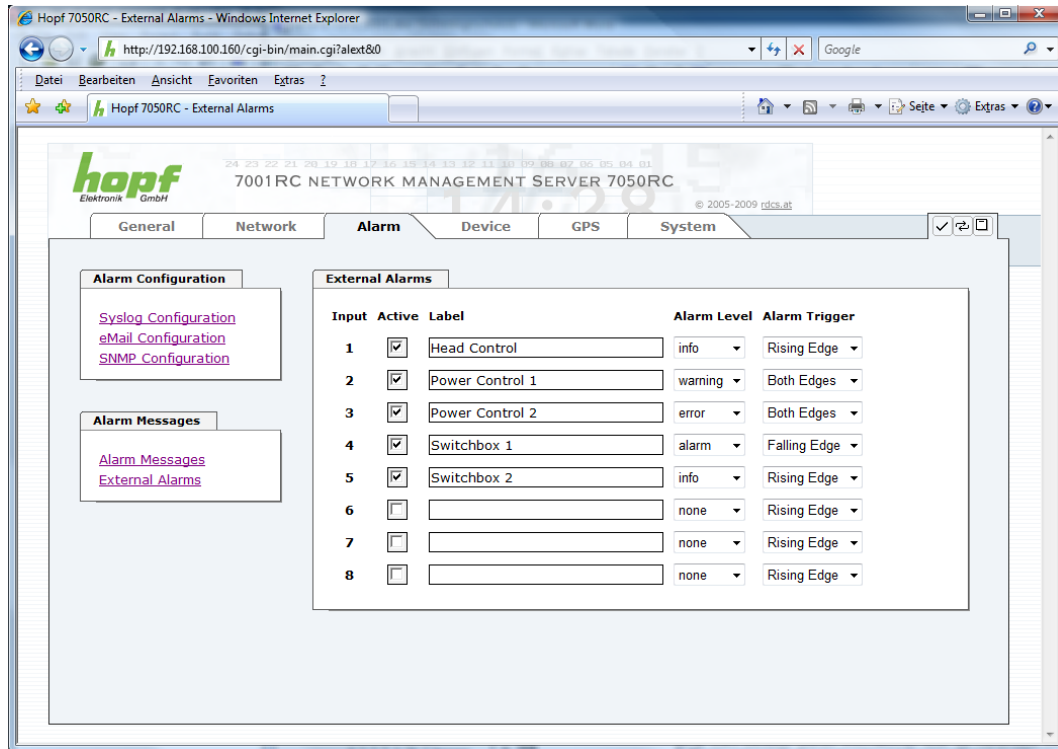 Hopf 7050RC - External Alarms - Windows Internet Explorer
http://192.168.100.160/cgi-bin/main.cgi?alext&0
Google
Datei Bearbeiten Ansicht Favoriten Extras ?
Hopf 7050RC - External Alarms
Seite Extras
24 23 22 21 20 19 18 17 16 15 14 13 12 11 10 09 08 07 06 05 04 01
hopf
Elektronik GmbH
7001RC NETWORK MANAGEMENT SERVER 7050RC
14:28
© 2005-2009 rdcs.at
General Network Alarm Device GPS System
Alarm Configuration
Syslog Configuration
eMail Configuration
SNMP Configuration
Alarm Messages
Alarm Messages
External Alarms
External Alarms
Input Active Label Alarm Level Alarm Trigger
1 Head Control info Rising Edge
2 Power Control 1 warning Both Edges
3 Power Control 2 error Both Edges
4 Switchbox 1 alarm Falling Edge
5 Switchbox 2 info Rising Edge
6 none Rising Edge
7 none Rising Edge
8 none Rising Edge